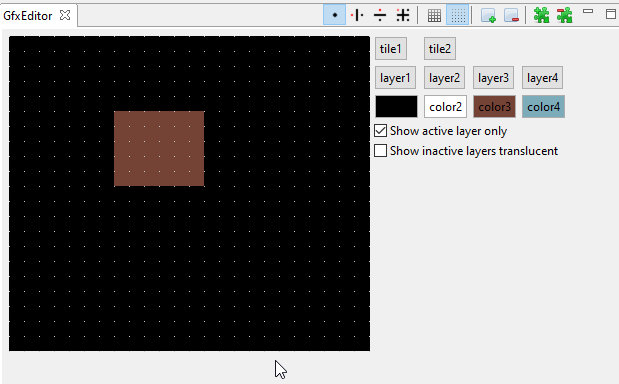 GfxEditor
tile1 tile2
layer1 layer2 layer3 layer4
color2 color3 color4
Show active layer only
Show inactive layers translucent